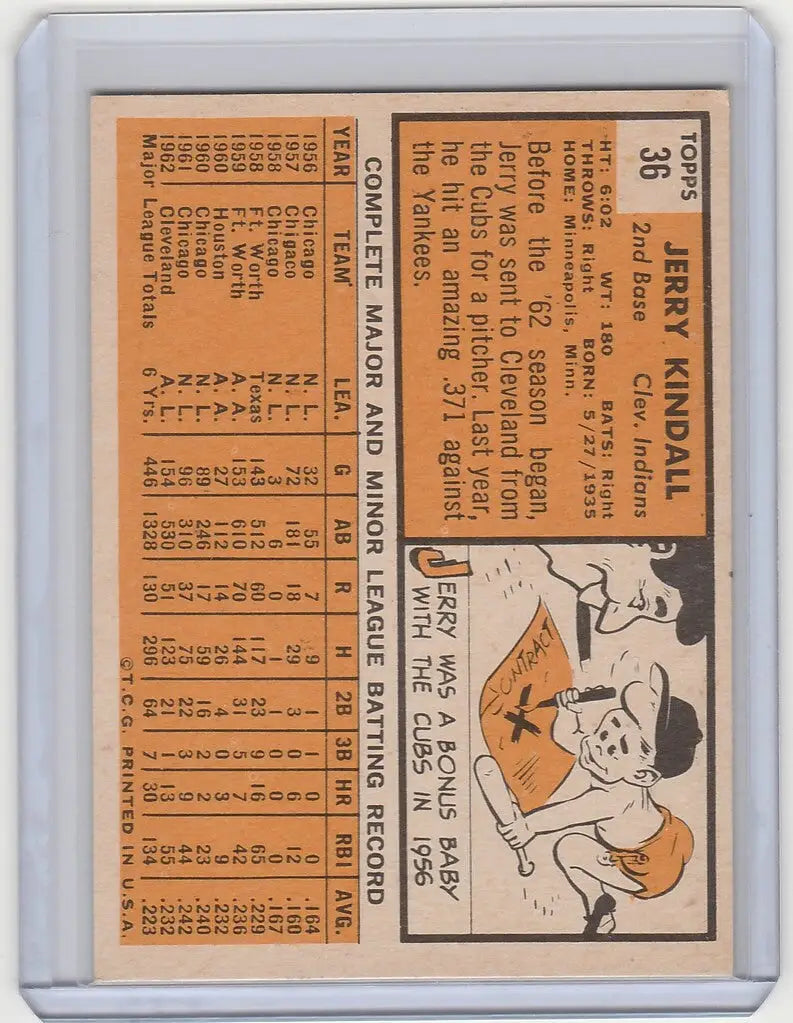 TOPPS
36
JERRY KINDALL
2nd Base Clev. Indians
HT: 6:02 WT: 180 BATS: Right
THROWS: Right BORN: 5/27/1935
HOME: Minneapolis, Minn.
Before the '62 season began,
Jerry was sent to Cleveland from
the Cubs for a pitcher. Last year,
he hit an amazing .371 against
the Yankees.
CONTRACT
X
JERRY WAS A BONUS BABY
WITH THE CUBS IN 1956
COMPLETE MAJOR AND MINOR LEAGUE BATTING RECORD
YEAR TEAM LEA. G AB R H 2B 3B HR RBI AVG.
1956 Chicago N. L. 32 55 7 9 1 1 0 0 .164
1957 Chigaco N. L. 72 181 18 29 3 0 6 12 .160
1958 Chicago N. L. 3 6 0 1 1 0 0 0 .167
1958 Ft. Worth Texas 143 512 60 117 23 9 16 65 .229
1959 Ft. Worth A. A. 153 610 70 144 31 5 7 42 .236
1960 Houston A. A. 27 112 14 26 4 0 3 9 .232
1960 Chicago N. L. 89 246 17 59 16 2 2 23 .240
1961 Chicago N. L. 96 310 37 75 22 3 9 44 .242
1962 Cleveland A. L. 154 530 51 123 21 1 13 55 .232
Major League Totals 6 Yrs. 446 1328 130 296 64 7 30 134 .223
©T.C.G. PRINTED IN U.S.A